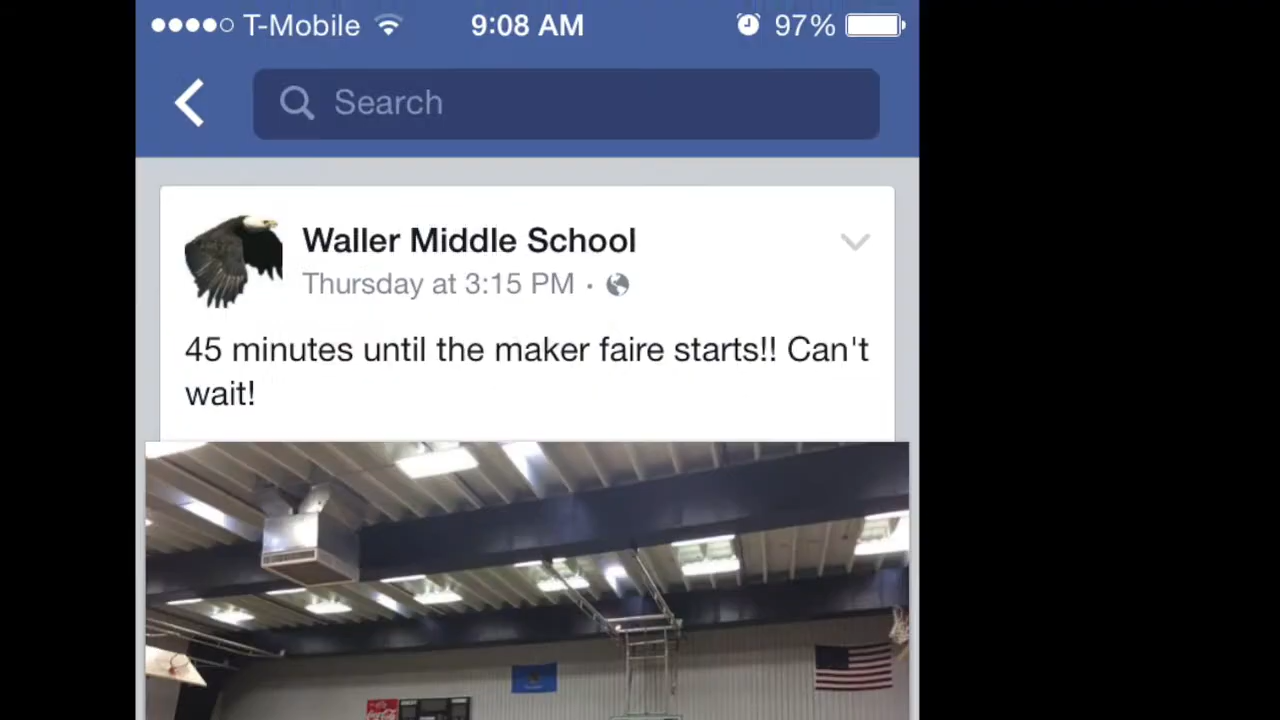 T-Mobile 9:08 AM 97%
Search
Waller Middle School
Thursday at 3:15 PM ·
45 minutes until the maker faire starts!! Can't
wait!